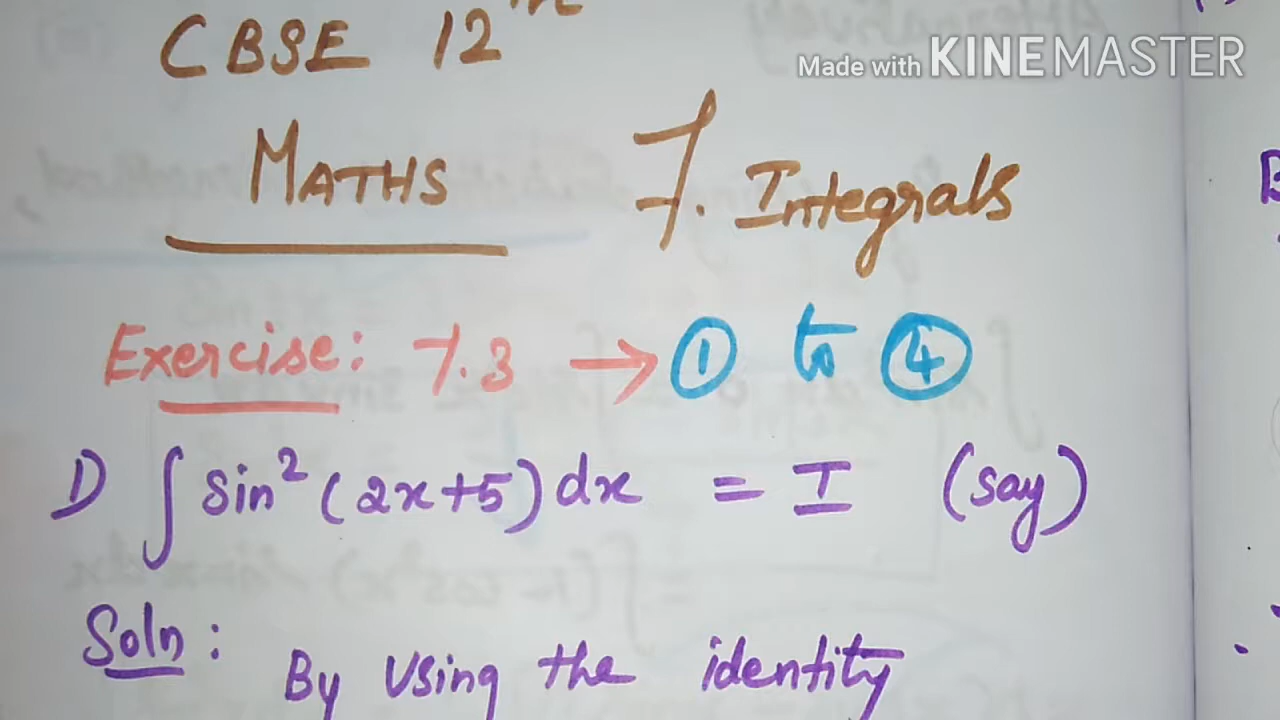 CBSE 12th
Made with KINEMASTER
MATHS 7. Integrals
Exercise: 7.3 → ① to ④
1) ∫ sin² (2x+5) dx = I (say)
Soln : By using the identity